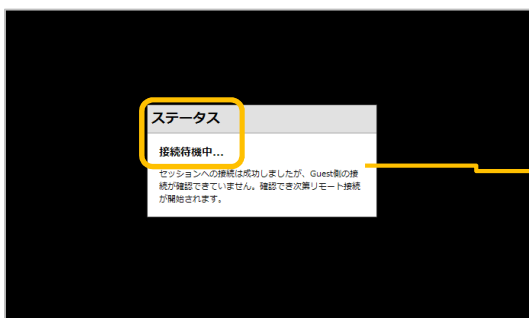 ステータス
接続待機中...
セッションへの接続は成功しましたが、Guest側の接
続が確認できていません。確認でき次第リモート接続
が開始されます。